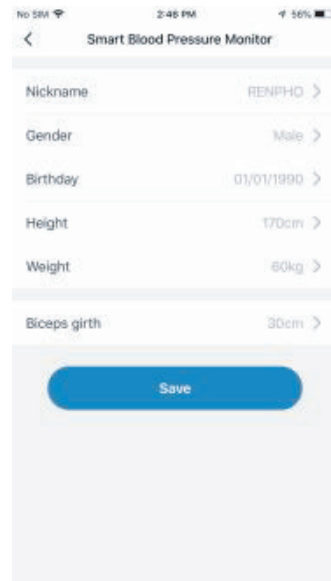 No SIM 2:46 PM 56%
Smart Blood Pressure Monitor
Nickname RENPHO
Gender Male
Birthday 01/01/1990
Height 170cm
Weight 60kg
Biceps girth 30cm
Save